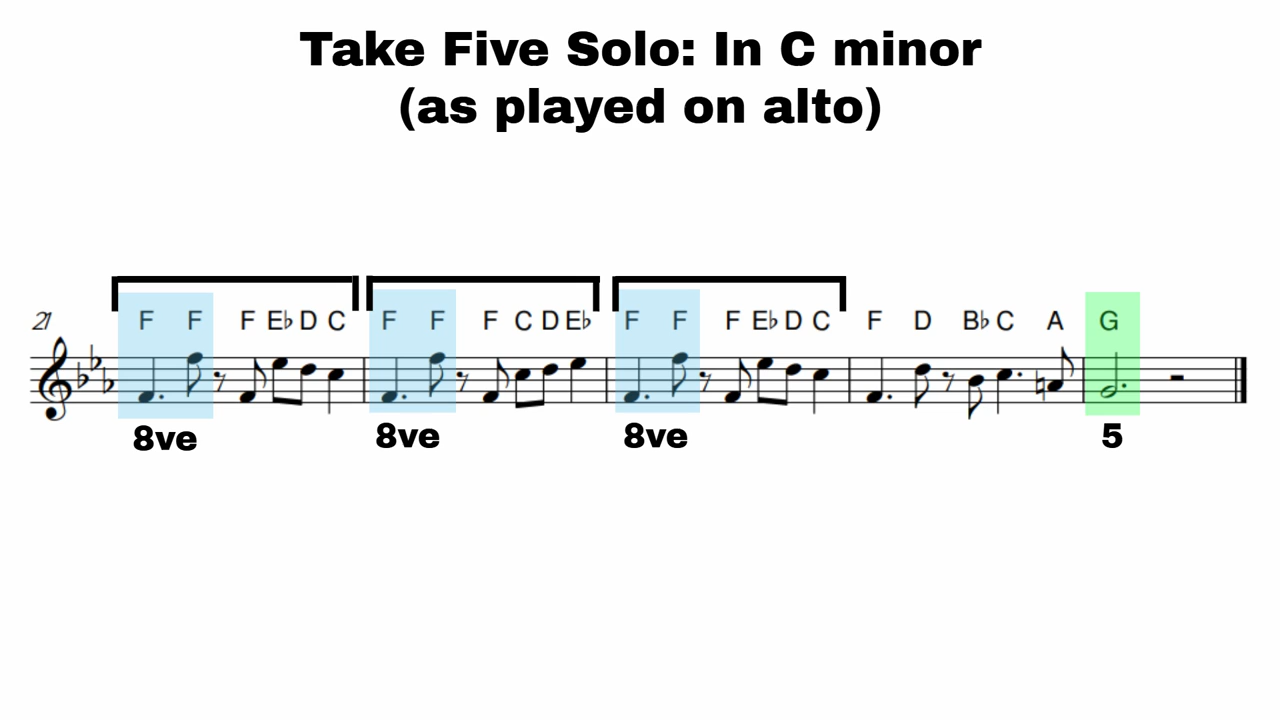 Take Five Solo: In C minor
(as played on alto)
21 F F F E♭ D C F F F C D E♭ F F F E♭ D C F D B♭ C A G
8ve 8ve 8ve 5